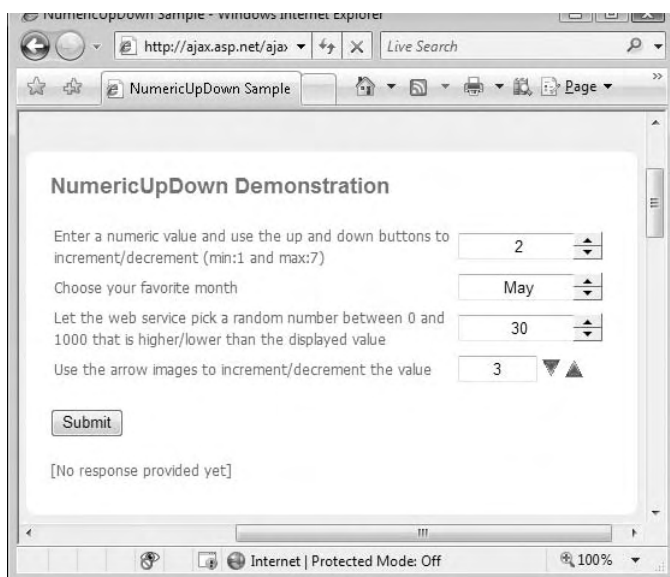 NumericUpDown Sample - Windows Internet Explorer
http://ajax.asp.net/ajax
Live Search
NumericUpDown Sample
Page
NumericUpDown Demonstration
Enter a numeric value and use the up and down buttons to
increment/decrement (min:1 and max:7)
2
Choose your favorite month
May
Let the web service pick a random number between 0 and
1000 that is higher/lower than the displayed value
30
Use the arrow images to increment/decrement the value
3
Submit
[No response provided yet]
Internet | Protected Mode: Off
100%